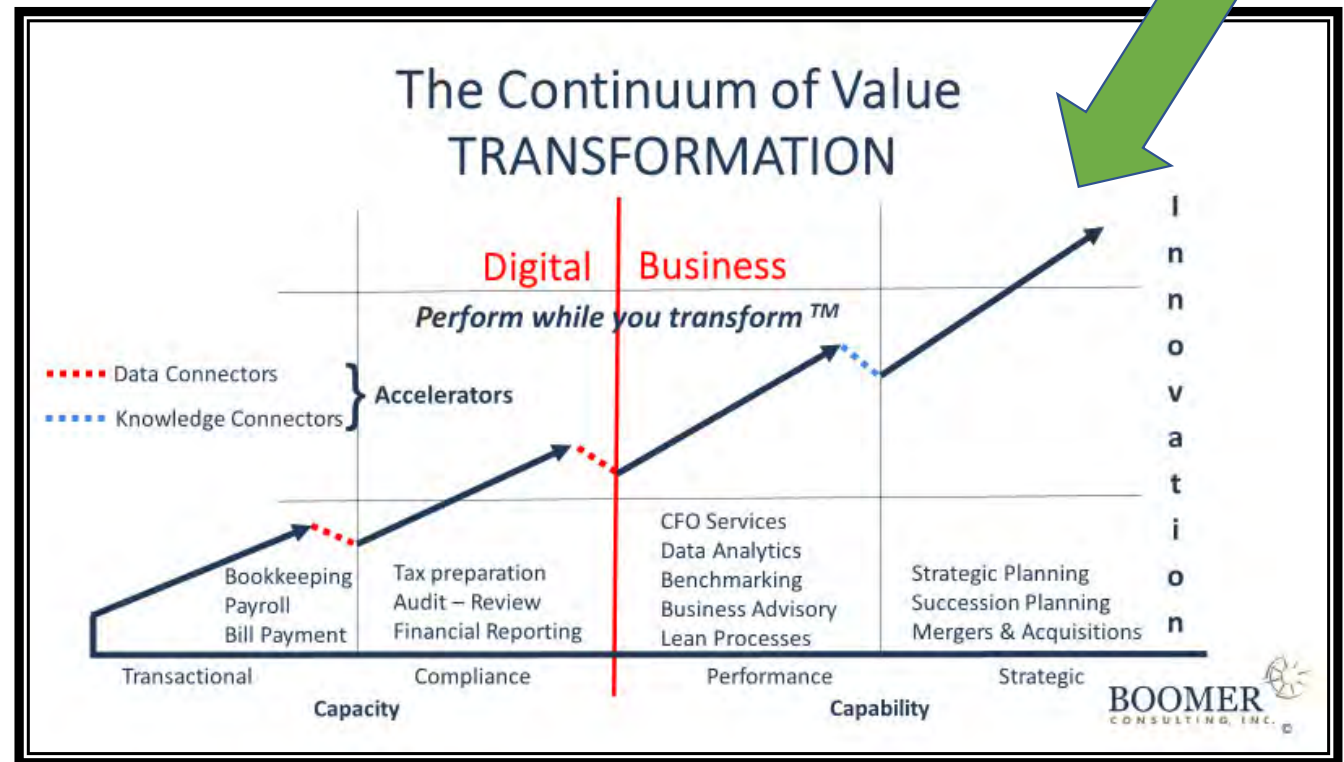 The Continuum of Value
TRANSFORMATION
Digital
Business
Perform while you transform TM
Data Connectors
Knowledge Connectors
Accelerators
Innovation
Bookkeeping
Payroll
Bill Payment
Tax preparation
Audit – Review
Financial Reporting
CFO Services
Data Analytics
Benchmarking
Business Advisory
Lean Processes
Strategic Planning
Succession Planning
Mergers & Acquisitions
Transactional
Compliance
Performance
Strategic
Capacity
Capability
BOOMER
CONSULTING, INC. ©